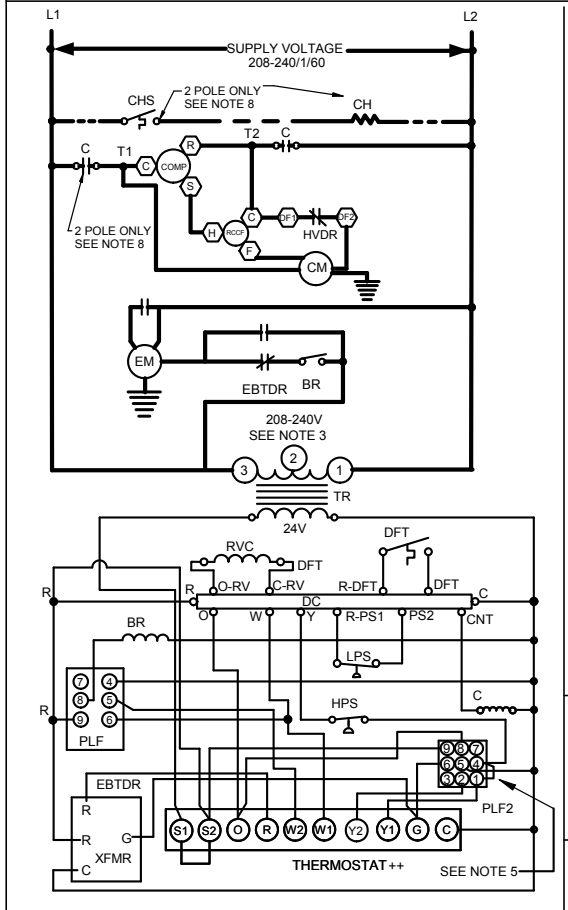 L1 L2
SUPPLY VOLTAGE
208-240/1/60
2 POLE ONLY
SEE NOTE 8
CHS
CH
C
T1
C
COMP
R
S
T2
C
2 POLE ONLY
SEE NOTE 8
H
RCCF
C
F
DF1
HVDR
DF2
CM
EM
EBTDR
BR
208-240V
SEE NOTE 3
3 2 1
TR
24V
RVC
DFT
DFT
R O-RV C-RV R-DFT DFT C
DC
O W Y R-PS1 PS2 CNT
BR
LPS
C
HPS
R
7 4
8 5
9 6
PLF
R
9 8 7
6 5 4
3 2 1
PLF2
EBTDR
R
R G
XFMR
C
S1 S2 O R W2 W1 Y2 Y1 G C
THERMOSTAT ++
SEE NOTE 5